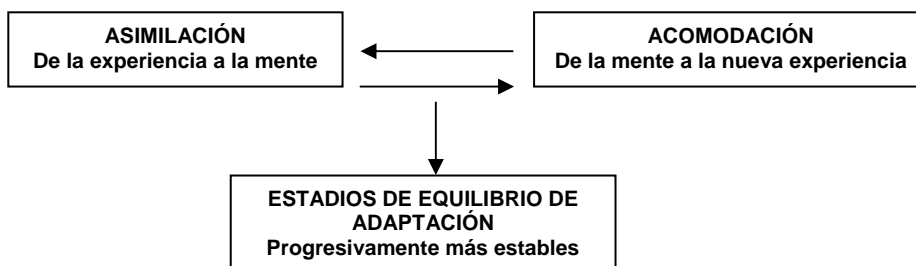 ASIMILACIÓN
De la experiencia a la mente
ACOMODACIÓN
De la mente a la nueva experiencia
ESTADIOS DE EQUILIBRIO DE
ADAPTACIÓN
Progresivamente más estables